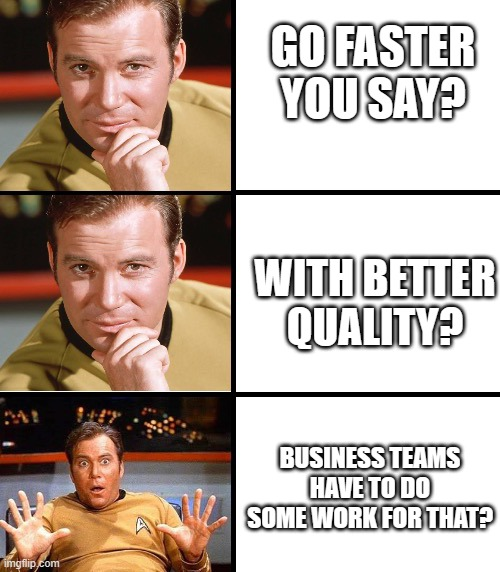 GO FASTER
YOU SAY?
WITH BETTER
QUALITY?
BUSINESS TEAMS
HAVE TO DO
SOME WORK FOR THAT?
imgflip.com